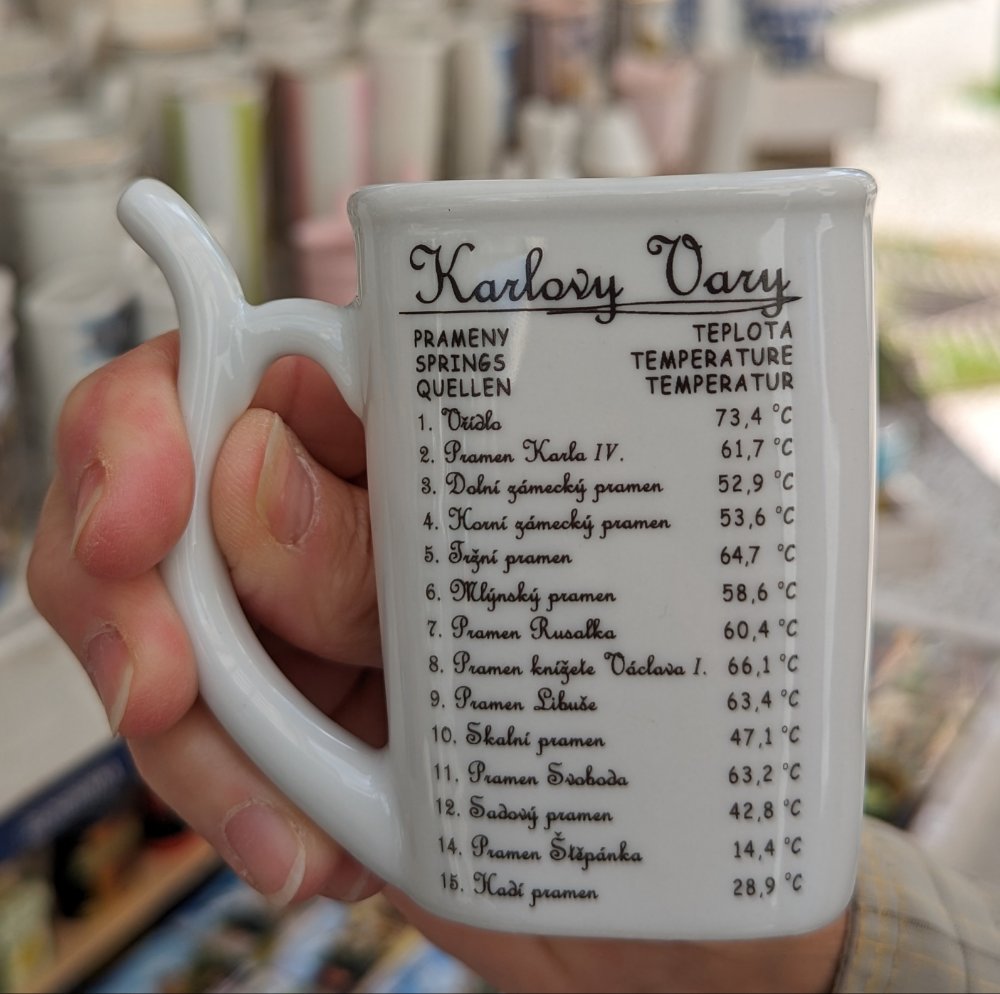 Karlovy Vary
PRAMENY TEPLOTA
SPRINGS TEMPERATURE
QUELLEN TEMPERATUR
1. Vřídlo 73,4 °C
2. Pramen Karla IV. 61,7 °C
3. Dolní zámecký pramen 52,9 °C
4. Horní zámecký pramen 53,6 °C
5. Tržní pramen 64,7 °C
6. Mlýnský pramen 58,6 °C
7. Pramen Rusalka 60,4 °C
8. Pramen knížete Václava I. 66,1 °C
9. Pramen Libuše 63,4 °C
10. Skalní pramen 47,1 °C
11. Pramen Svoboda 63,2 °C
12. Sadový pramen 42,8 °C
14. Pramen Štěpánka 14,4 °C
15. Hadí pramen 28,9 °C